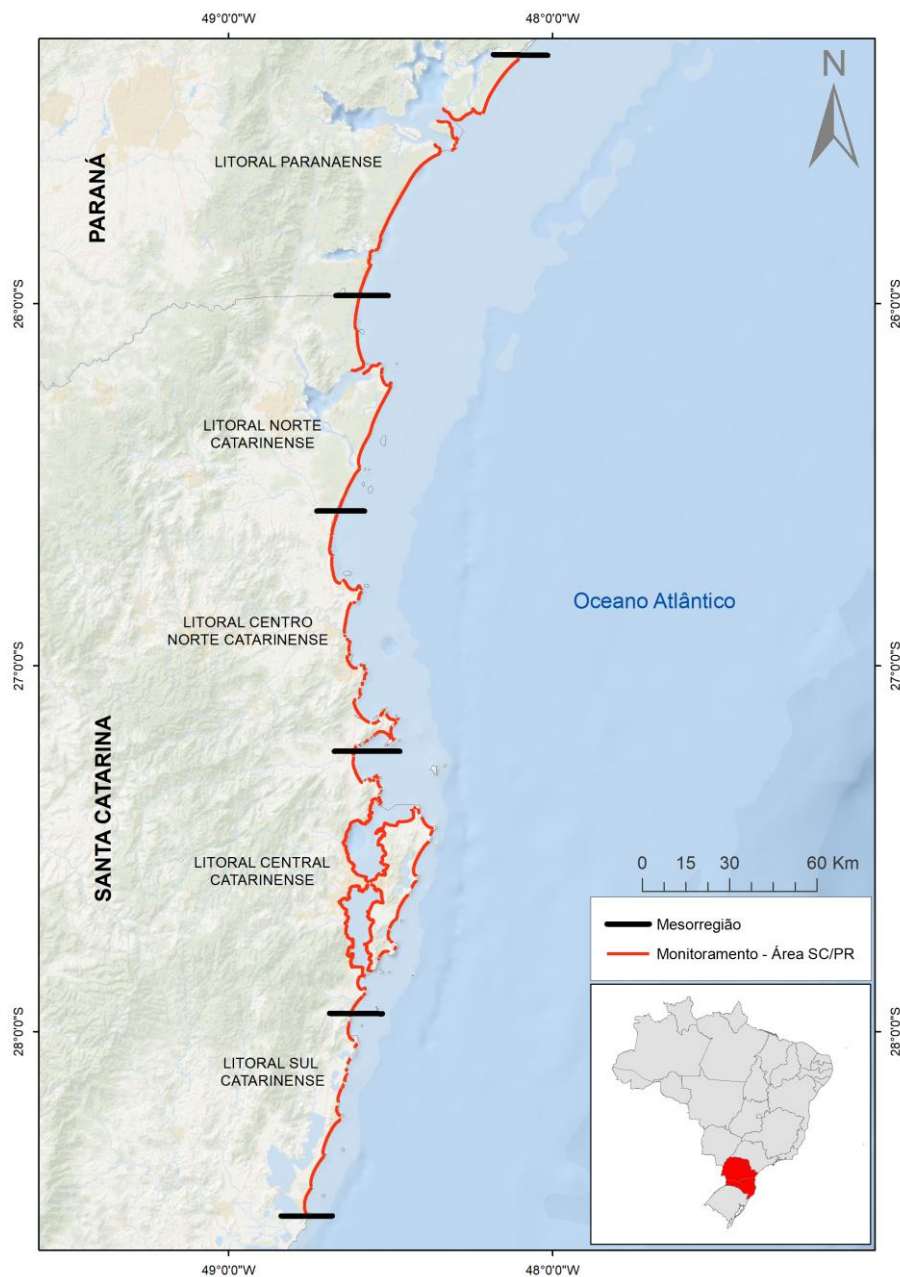 49°0'0"W
48°0'0"W
N
LITORAL PARANAENSE
PARANÁ
26°0'0"S
26°0'0"S
LITORAL NORTE
CATARINENSE
Oceano Atlântico
LITORAL CENTRO
NORTE CATARINENSE
27°0'0"S
27°0'0"S
SANTA CATARINA
LITORAL CENTRAL
CATARINENSE
0 15 30 60 Km
Mesorregião
Monitoramento - Área SC/PR
28°0'0"S
28°0'0"S
LITORAL SUL
CATARINENSE
49°0'0"W
48°0'0"W